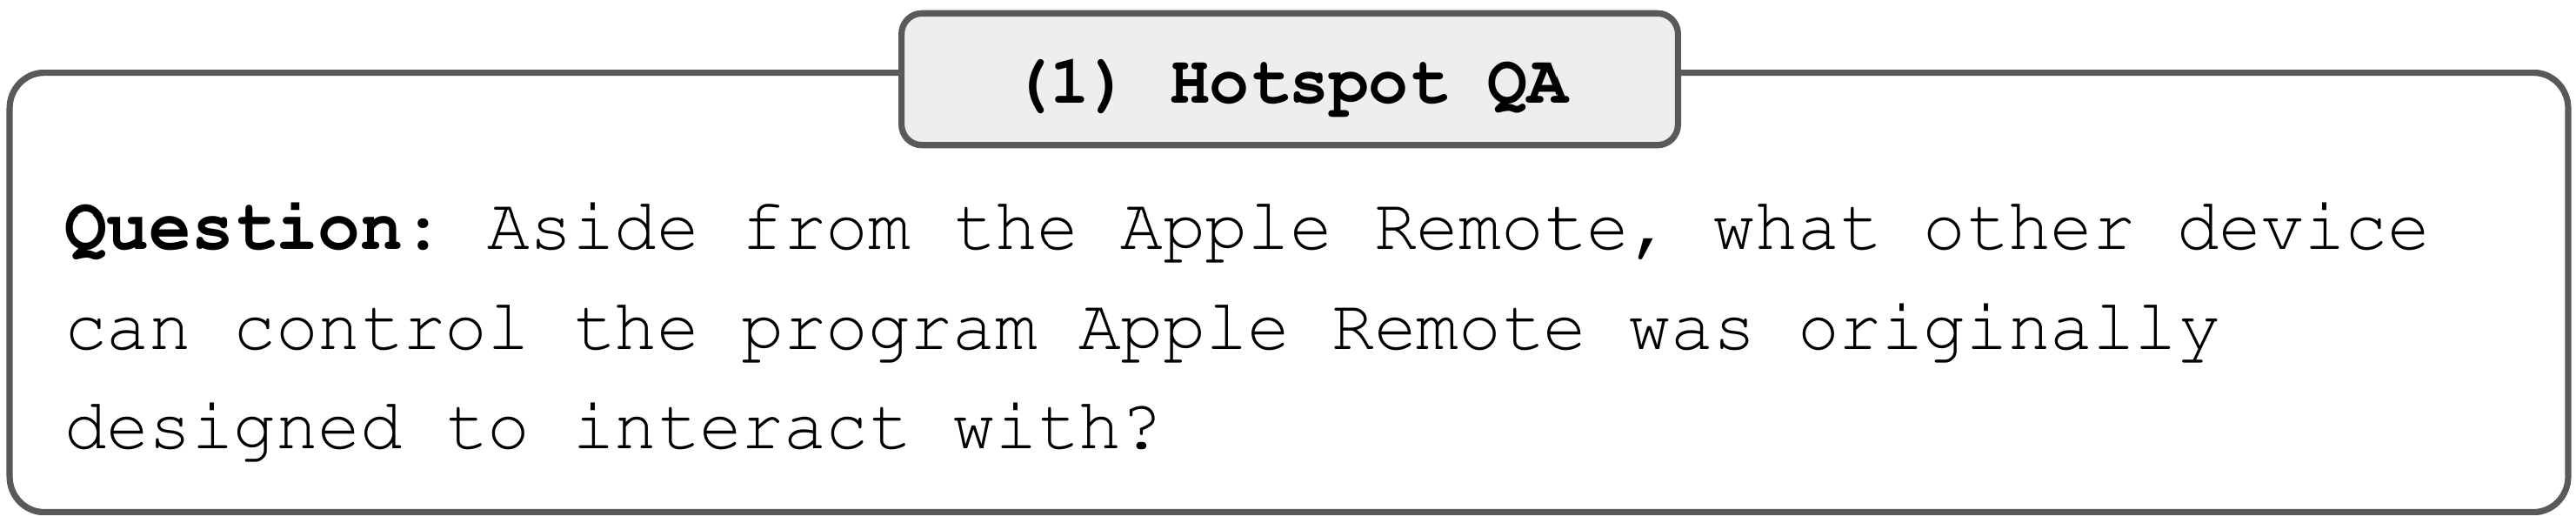 (1) Hotspot QA
Question: Aside from the Apple Remote, what other device
can control the program Apple Remote was originally
designed to interact with?